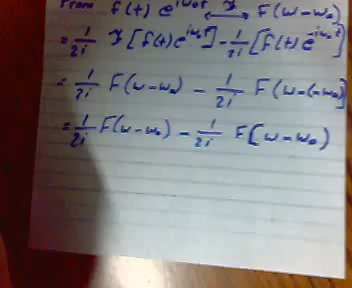 From f(t) e^{iω₀t} ↔ℱ F(ω-ω₀)
= 1/2i ℱ[f(t)e^{iω₀t}] - 1/2i [f(t)e^{-iω₀t}]
= 1/2i F(ω-ω₀) - 1/2i F(ω-(-ω₀)]
= 1/2i F(ω-ω₀) - 1/2i F[ω-ω₀)